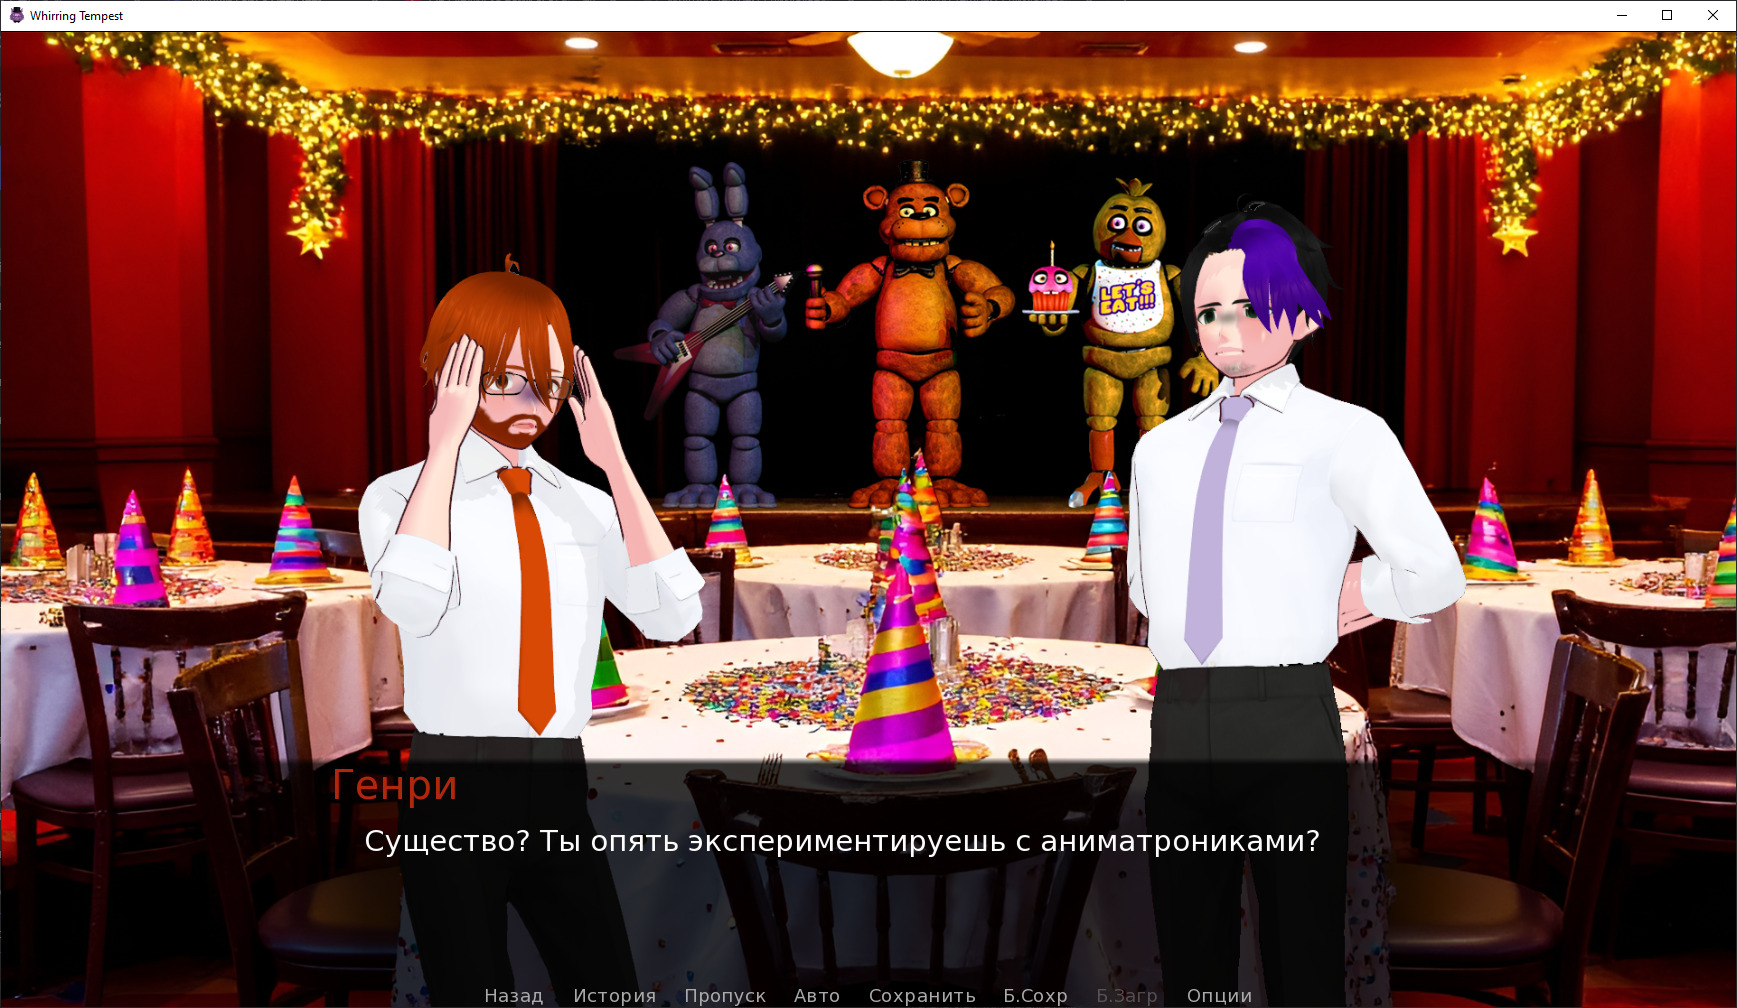 Whirring Tempest
LET'S
EAT!!!
Генри
Существо? Ты опять экспериментируешь с аниматрониками?
Назад История Пропуск Авто Сохранить Б.Сохр Б.Загр Опции